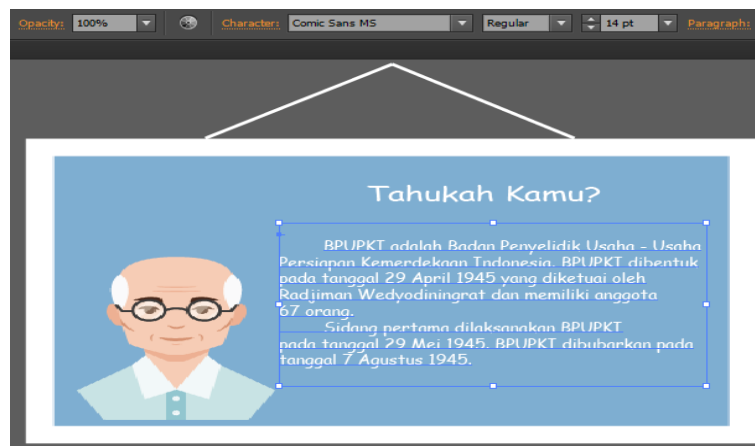 Opacity: 100% Character: Comic Sans MS Regular 14 pt Paragraph:
Tahukah Kamu?
BPUPKT adalah Badan Penyelidik Usaha - Usaha
Persiapan Kemerdekaan Indonesia. BPUPKT dibentuk
pada tanggal 29 April 1945 yang diketuai oleh
Radjiman Wedyodiningrat dan memiliki anggota
67 orang.
Sidang pertama dilaksanakan BPUPKT
pada tanggal 29 Mei 1945. BPUPKT dibubarkan pada
tanggal 7 Agustus 1945.